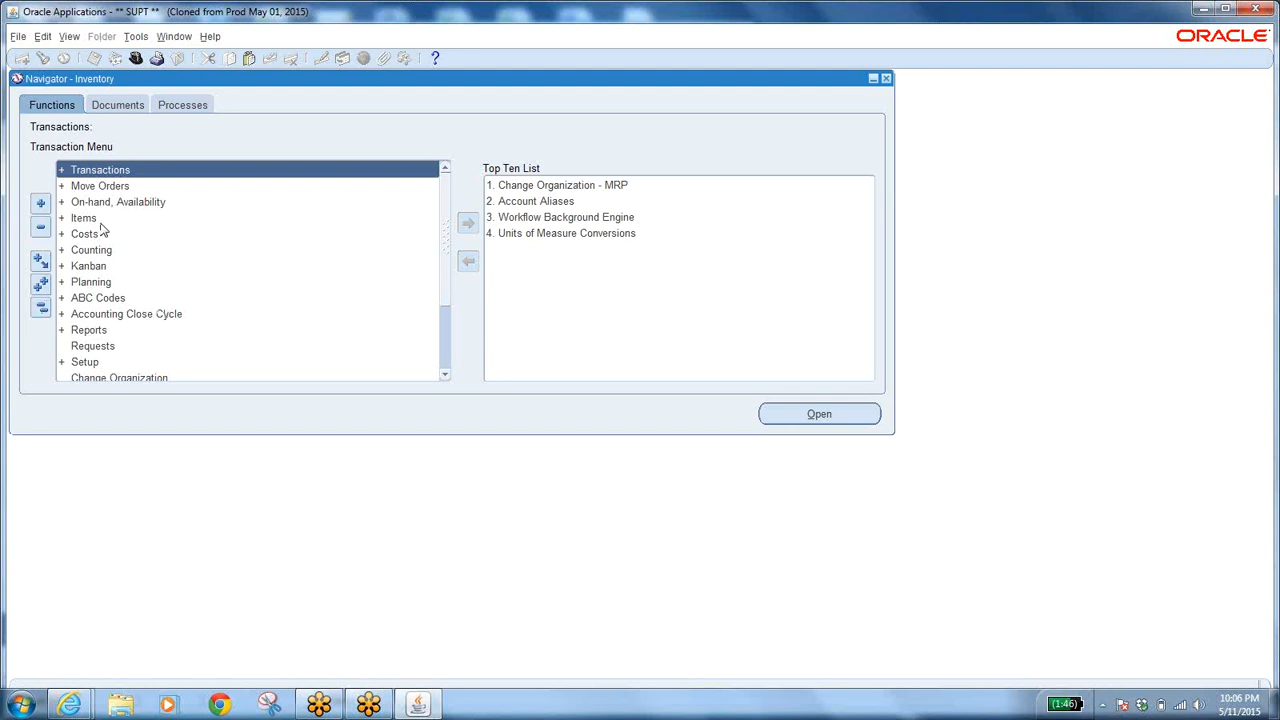 Oracle Applications - ** SUPT ** (Cloned from Prod May 01, 2015)
File Edit View Folder Tools Window Help
ORACLE
Navigator - Inventory
Functions Documents Processes
Transactions:
Transaction Menu
Top Ten List
+ Transactions
+ Move Orders
+ On-hand, Availability
+ Items
+ Costs
+ Counting
+ Kanban
+ Planning
+ ABC Codes
+ Accounting Close Cycle
+ Reports
Requests
+ Setup
Change Organization
1. Change Organization - MRP
2. Account Aliases
3. Workflow Background Engine
4. Units of Measure Conversions
Open
(1:46)
10:06 PM
5/11/2015